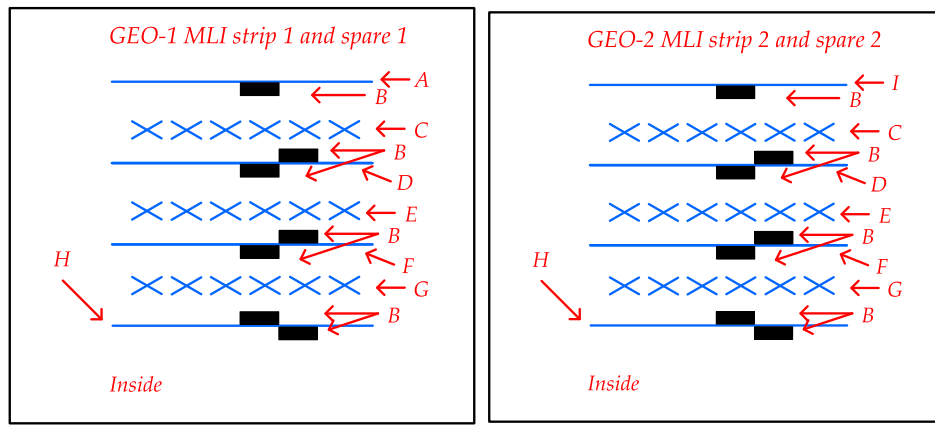 GEO-1 MLI strip 1 and spare 1
A
B
C
B
D
E
B
F
H
G
B
Inside
GEO-2 MLI strip 2 and spare 2
I
B
C
B
D
E
B
F
H
G
B
Inside